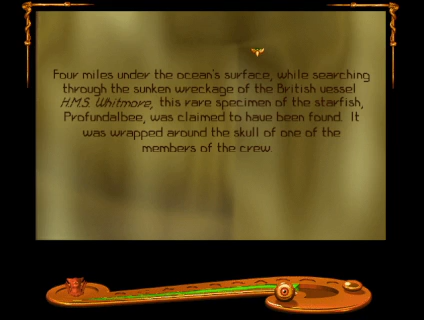 Four miles under the ocean's surface, while searching
through the sunken wreckage of the British vessel
H.M.S. Whitmore, this rare specimen of the starfish,
Profundalbee, was claimed to have been found. It
was wrapped around the skull of one of the
members of the crew.